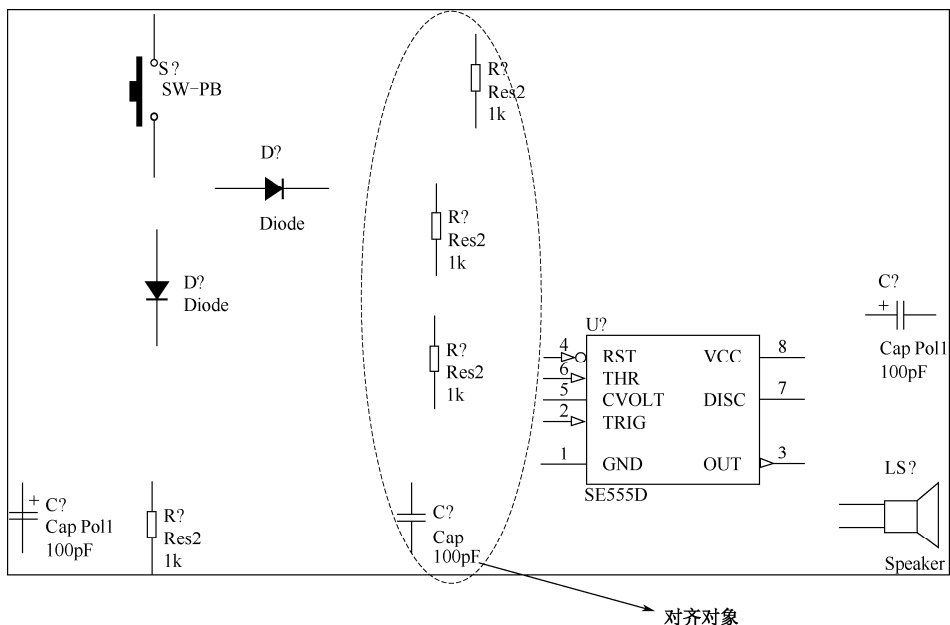 S?
SW-PB
R?
Res2
1k
D?
Diode
R?
Res2
1k
D?
Diode
C?
+
Cap Pol1
100pF
R?
Res2
1k
U?
4
RST
VCC
8
6
THR
5
CVOLT
DISC
7
2
TRIG
1
GND
OUT
3
SE555D
LS?
Speaker
+
C?
Cap Pol1
100pF
R?
Res2
1k
C?
Cap
100pF
对齐对象